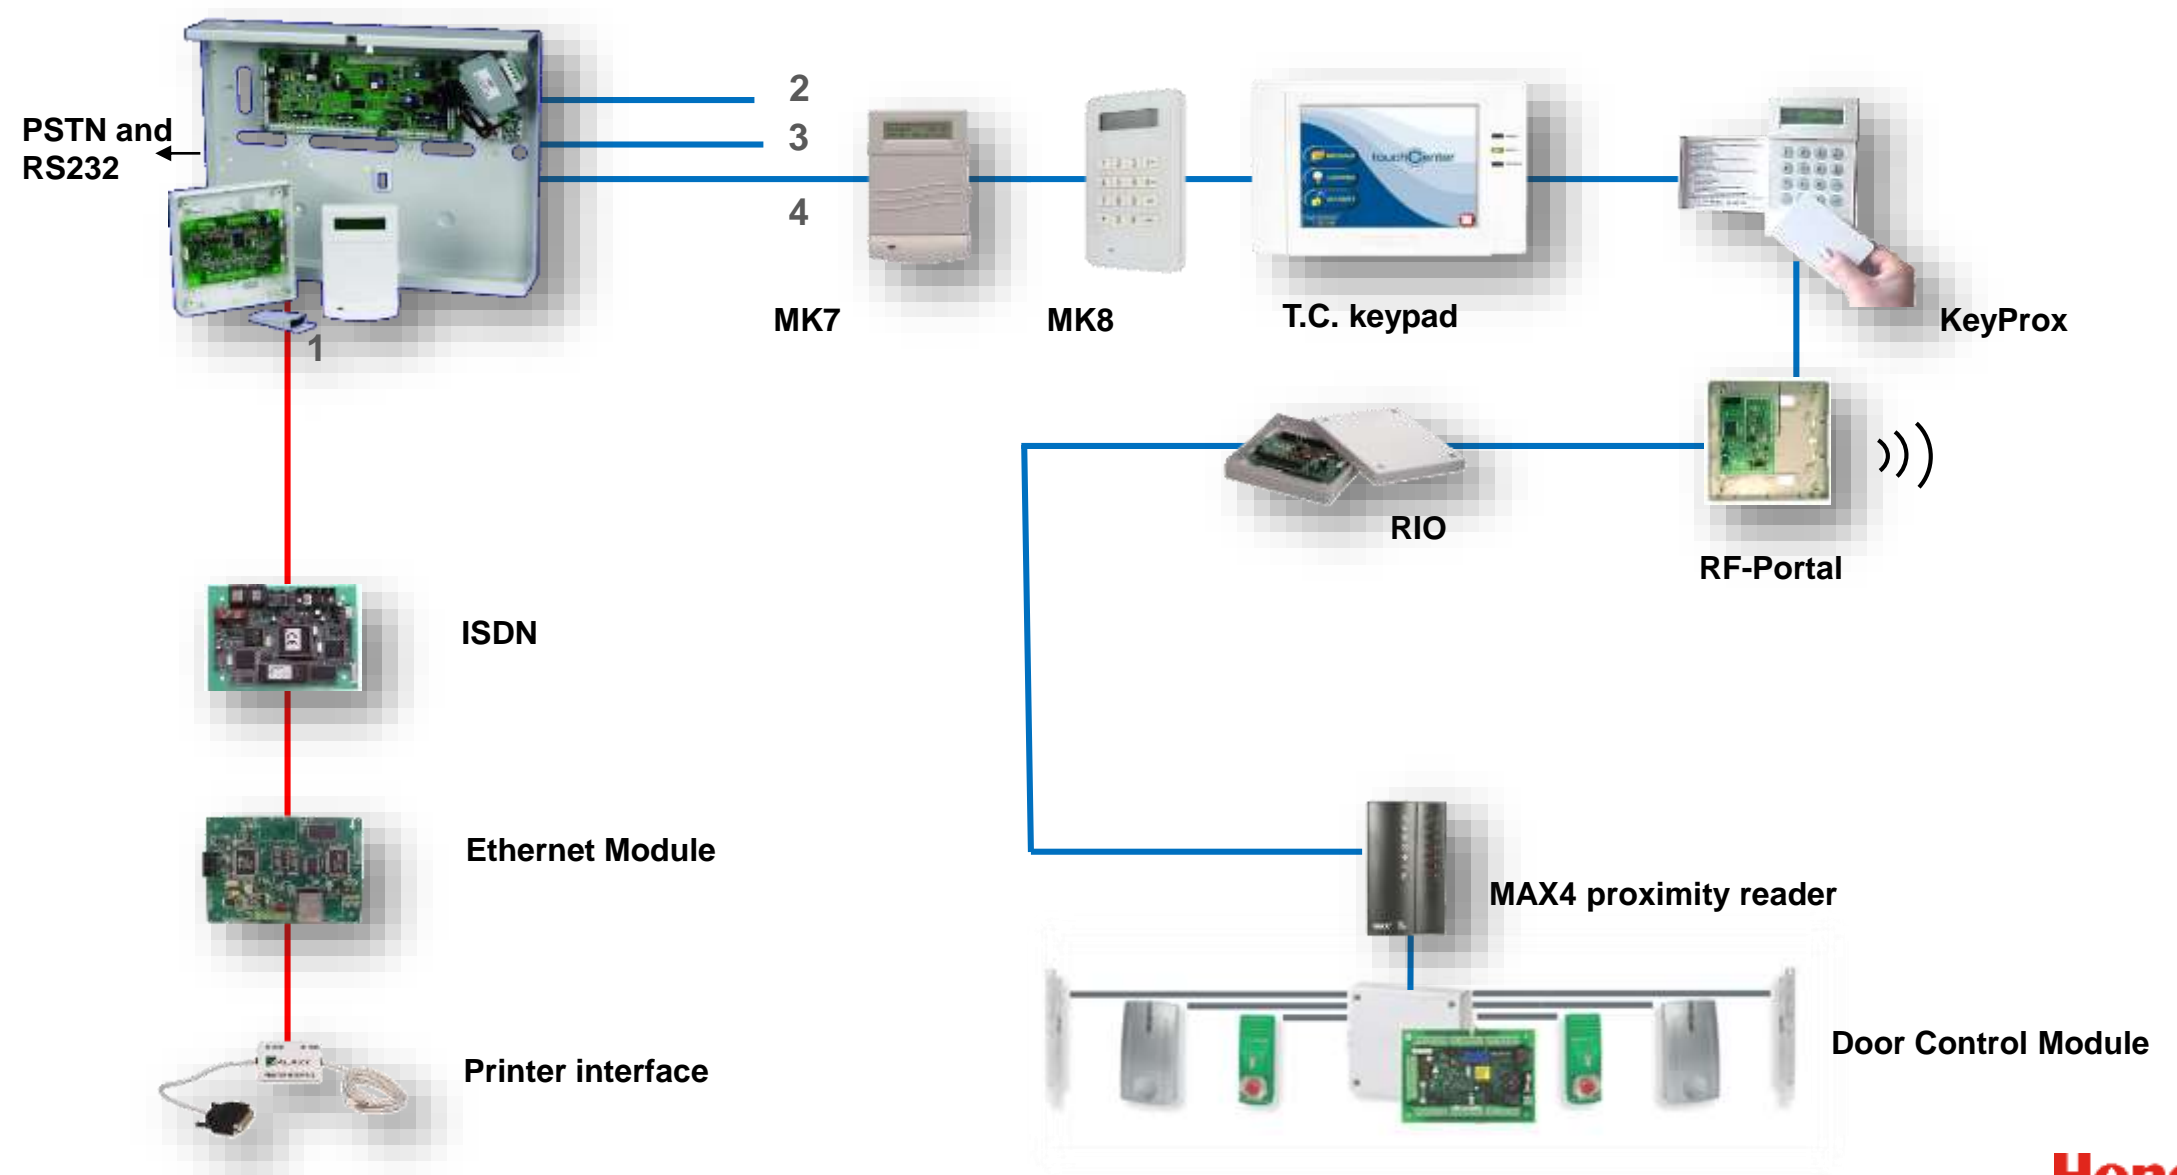 PSTN and
RS232
2
3
4
1
MK7
MK8
touchCenter
T.C. keypad
KeyProx
RIO
RF-Portal
ISDN
Ethernet Module
MAX4 proximity reader
Printer interface
Door Control Module